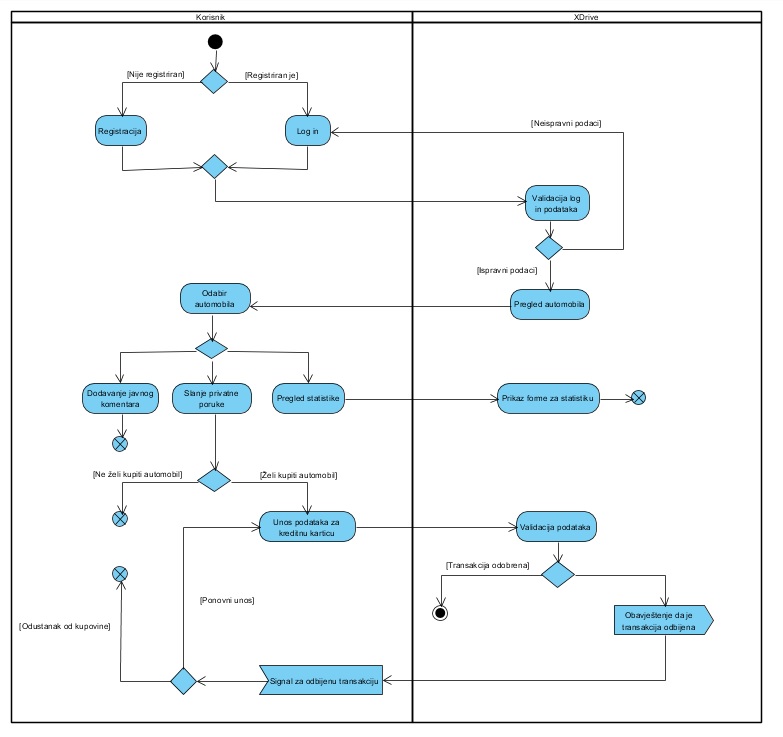 Korisnik
XDrive
[Nije registriran]
[Registriran je]
Registracija
Log in
[Neispravni podaci]
Validacija log
in podataka
[Ispravni podaci]
Odabir
automobila
Pregled automobila
Dodavanje javnog
komentara
Slanje privatne
poruke
Pregled statistike
Prikaz forme za statistiku
[Ne želi kupiti automobil]
[Želi kupiti automobil]
Unos podataka za
kreditnu karticu
Validacija podataka
[Transakcija odobrena]
[Ponovni unos]
[Odustanak od kupovine]
Obavještenje da je
transakcija odbijena
Signal za odbijenu transakciju